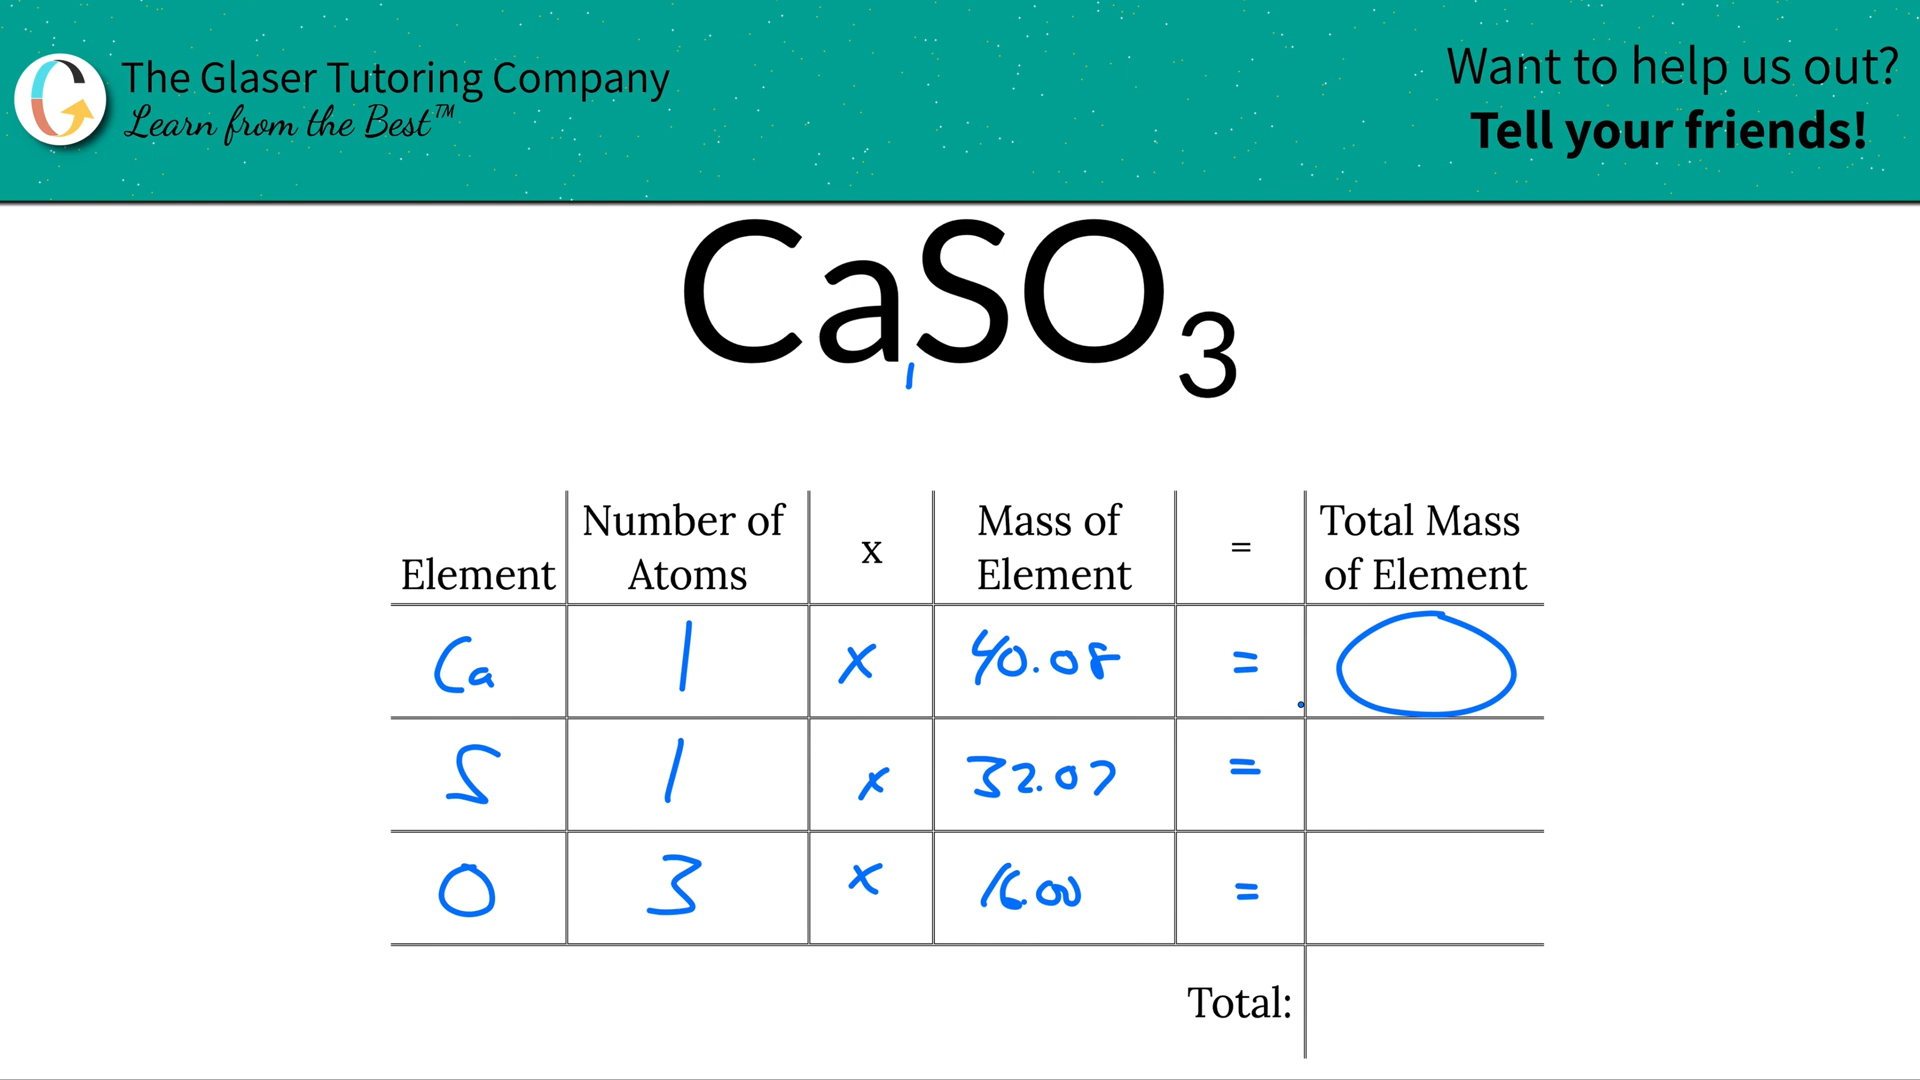 The Glaser Tutoring Company
Learn from the Best™
Want to help us out?
Tell your friends!
CaSO₃
1
Element Number of Atoms x Mass of Element = Total Mass of Element
Ca 1 x 40.08 =
S 1 x 32.07 =
O 3 x 16.00 =
Total: